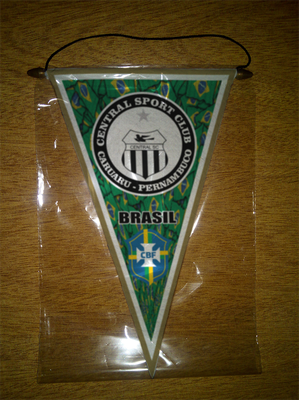 CENTRAL SPORT CLUB
CENTRAL SC
CARUARU - PERNAMBUCO
BRASIL
CBF